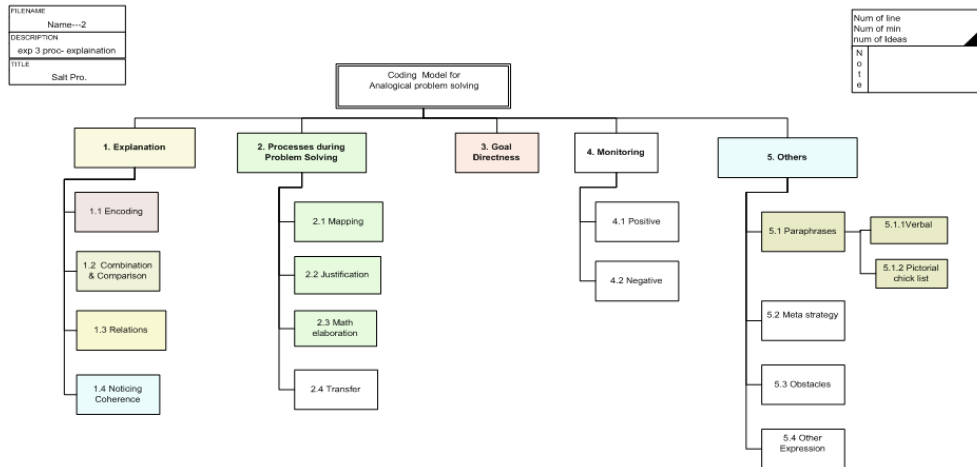 FILENAME
Name---2
DESCRIPTION
exp 3 proc- explaination
TITLE
Salt Pro.
Num of line
Num of min
num of Ideas
N
o
t
e
Coding Model for
Analogical problem solving
1. Explanation
2. Processes during
Problem Solving
3. Goal
Directness
4. Monitoring
5. Others
1.1 Encoding
1.2 Combination
& Comparison
1.3 Relations
1.4 Noticing
Coherence
2.1 Mapping
2.2 Justification
2.3 Math
elaboration
2.4 Transfer
4.1 Positive
4.2 Negative
5.1 Paraphrases
5.1.1Verbal
5.1.2 Pictorial
chick list
5.2 Meta strategy
5.3 Obstacles
5.4 Other
Expression